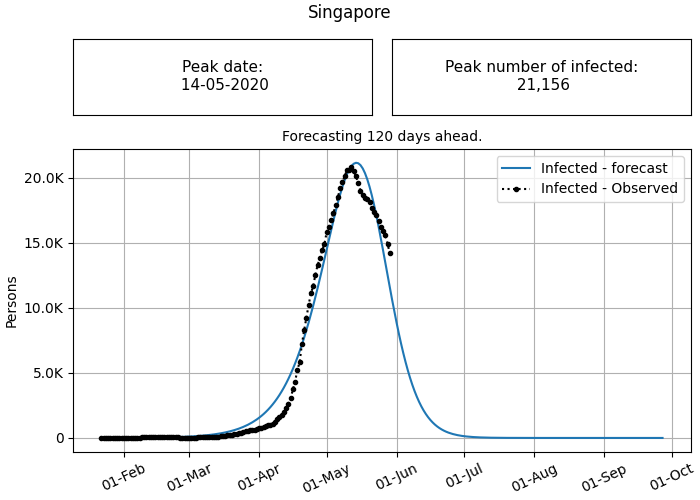 Singapore
Peak date:
14-05-2020
Peak number of infected:
21,156
Forecasting 120 days ahead.
Infected - forecast
Infected - Observed
20.0K
15.0K
10.0K
5.0K
0
Persons
01-Feb
01-Mar
01-Apr
01-May
01-Jun
01-Jul
01-Aug
01-Sep
01-Oct